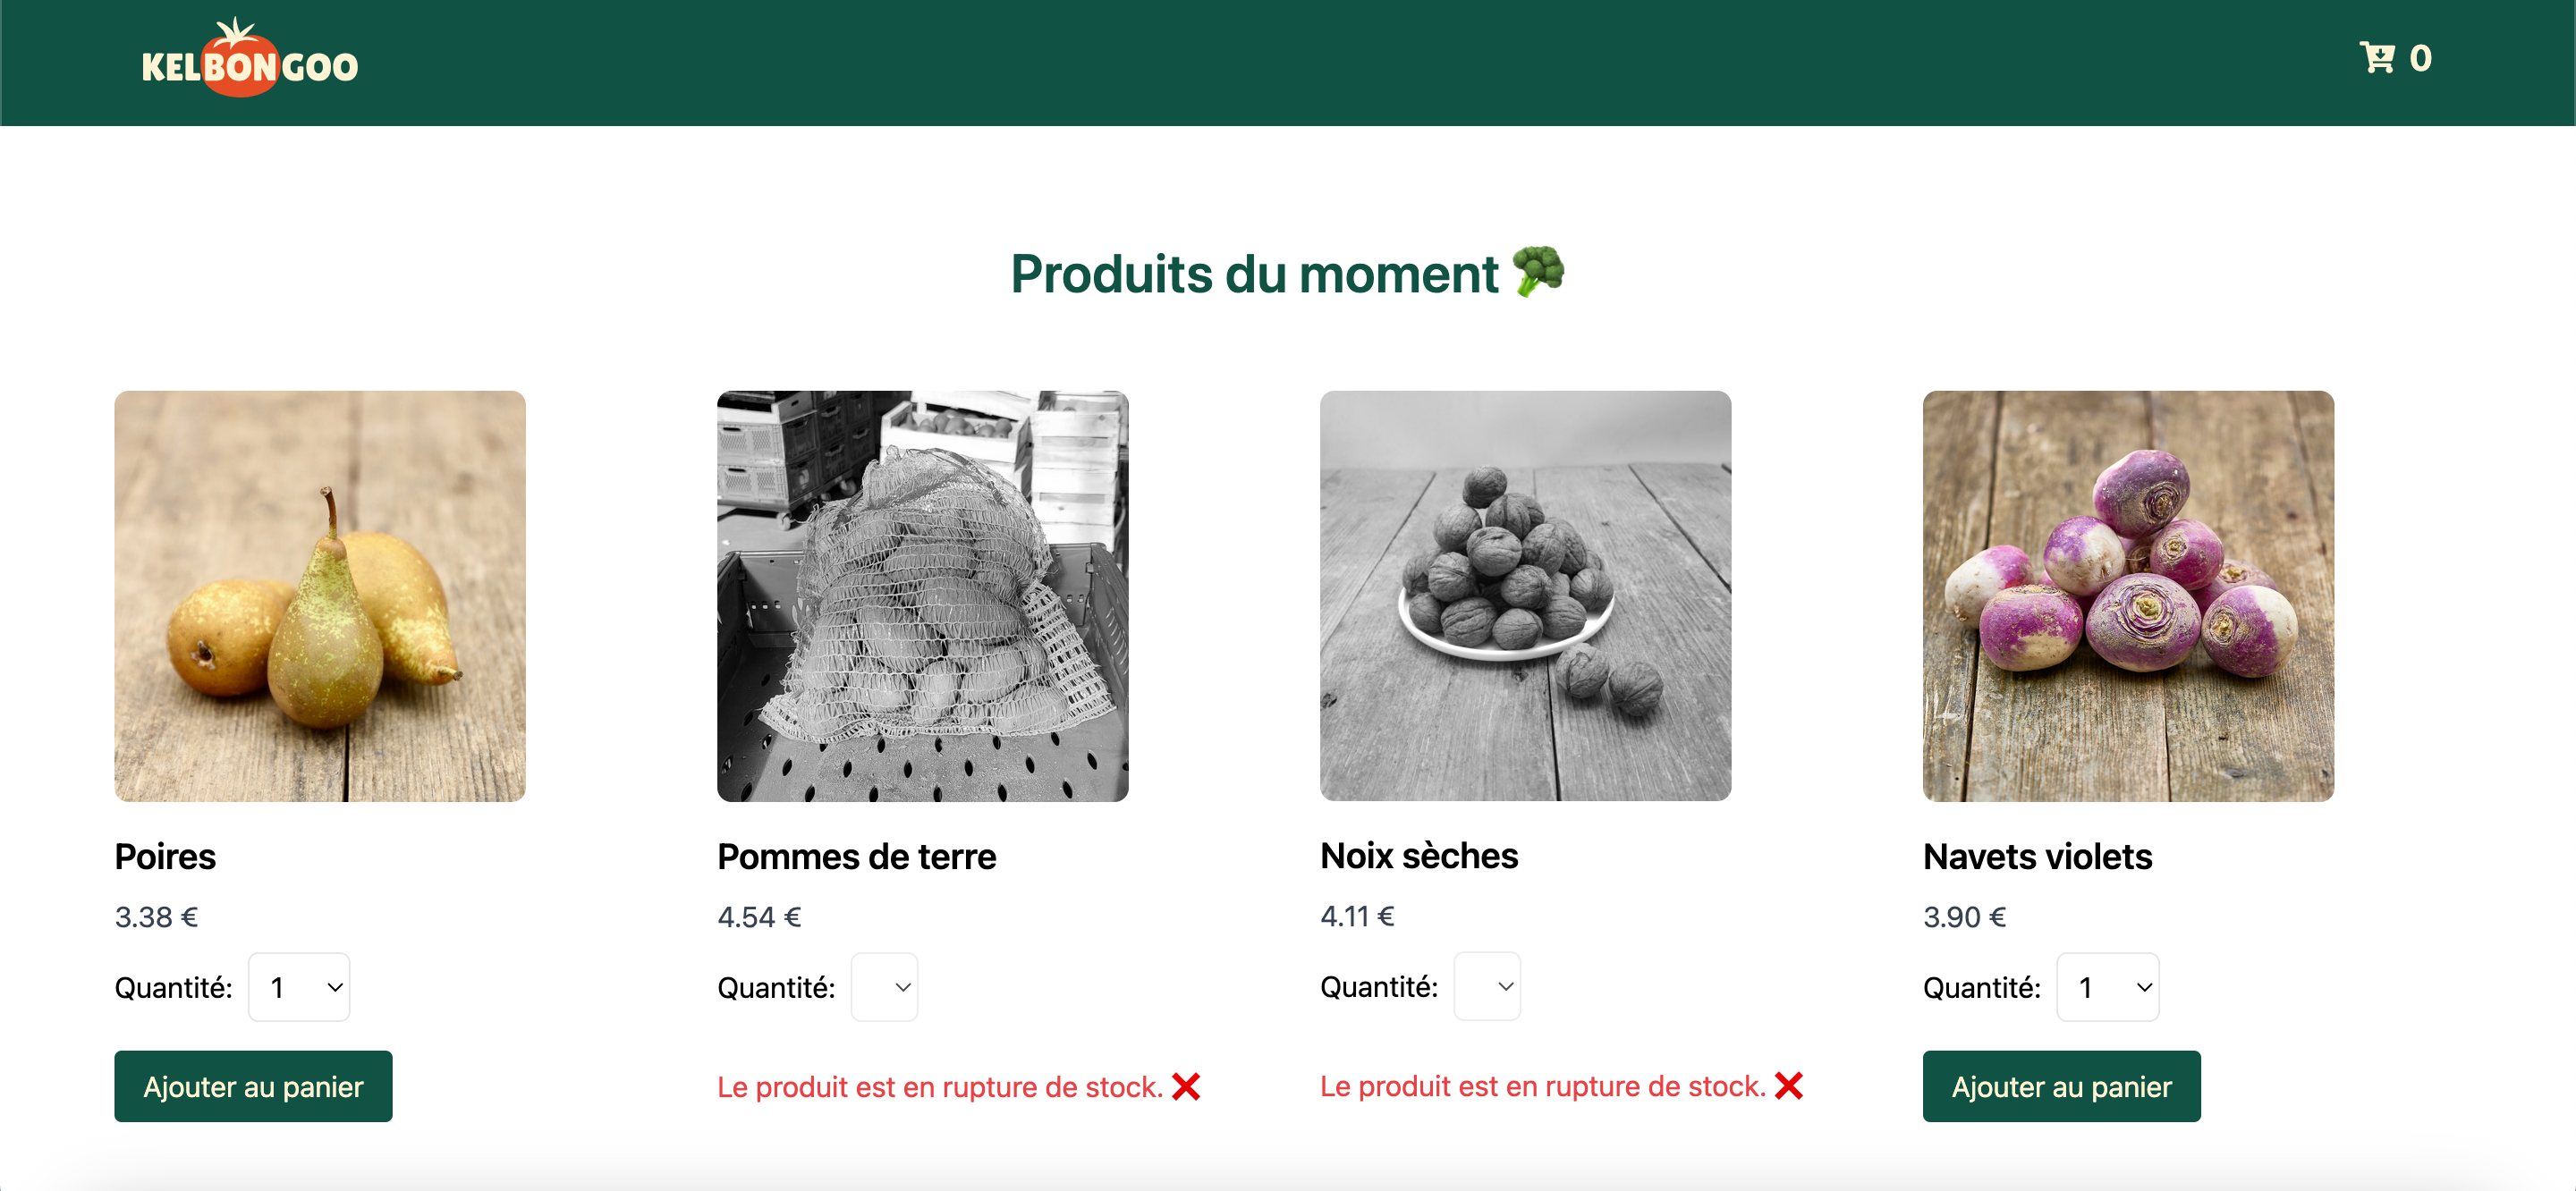 KELBONGOO
0
Produits du moment 🥦
Poires
3.38 €
Quantité: 1
Ajouter au panier
Pommes de terre
4.54 €
Quantité:
Le produit est en rupture de stock. ❌
Noix sèches
4.11 €
Quantité:
Le produit est en rupture de stock. ❌
Navets violets
3.90 €
Quantité: 1
Ajouter au panier